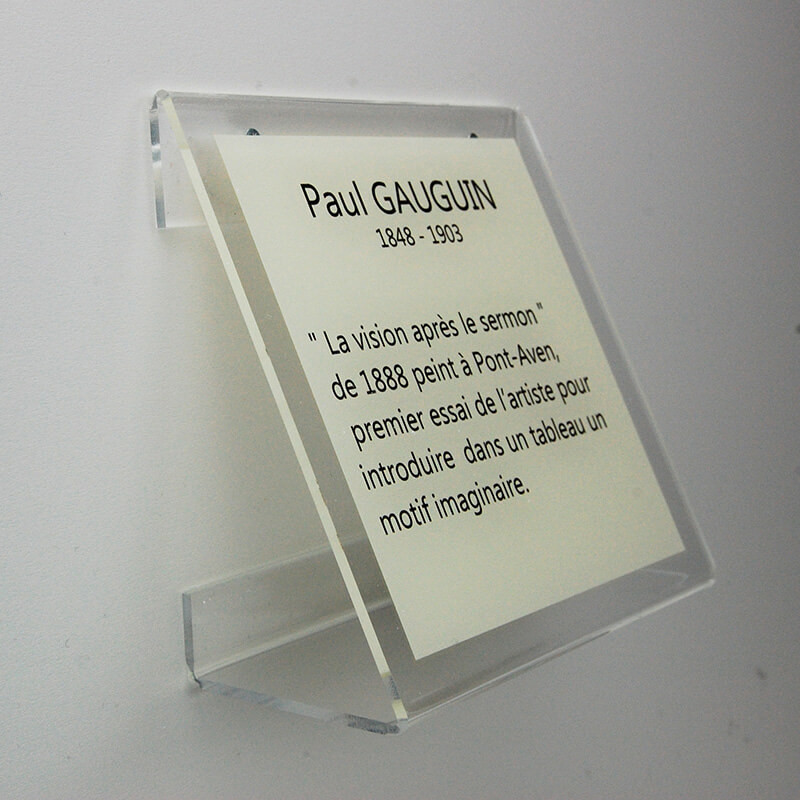 Paul GAUGUIN
1848 - 1903
" La vision après le sermon"
de 1888 peint à Pont-Aven,
premier essai de l'artiste pour
introduire dans un tableau un
motif imaginaire.